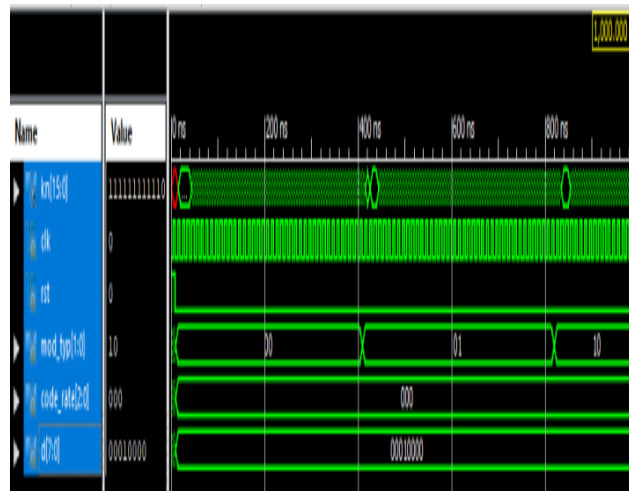 1,000.000
Name Value 0 ns 200 ns 400 ns 600 ns 800 ns
kn[15:0] 111111111110
clk 0
rst 0
mod_typ[1:0] 10 00 01 10
code_rate[2:0] 000 000
d[7:0] 00010000 00010000